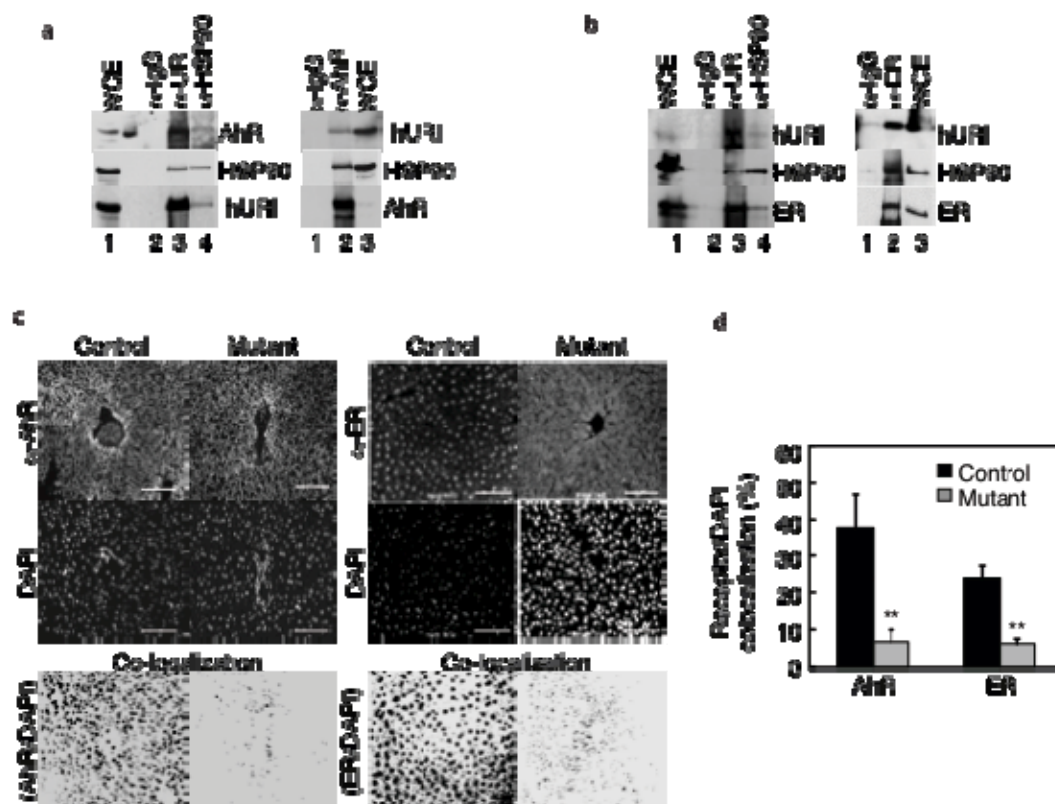 a
WCE
α-IgG
α-URI
α-HSP90
AhR
HSP90
hURI
1 2 3 4
α-IgG
α-AhR
WCE
hURI
HSP90
AhR
1 2 3
b
WCE
α-IgG
α-URI
α-HSP90
hURI
HSP90
ER
1 2 3 4
α-IgG
α-ER
WCE
hURI
HSP90
ER
1 2 3
c
Control Mutant
α-AhR
DAPI
Co-localization
(AhR/DAPI)
Control Mutant
α-ER
DAPI
Co-localization
(ER/DAPI)
d
Receptor/DAPI
colocalisation (%)
60
50
40
30
20
10
0
Control
Mutant
**
**
AhR ER